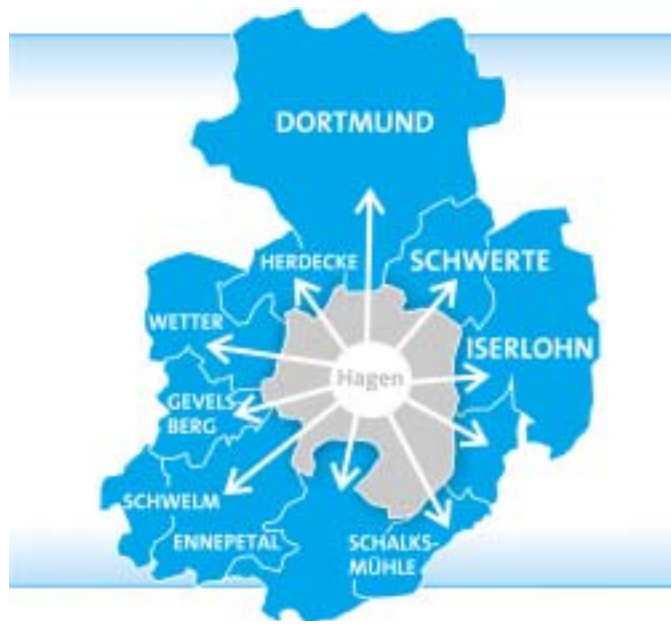 DORTMUND
HERDECKE
SCHWERTE
WETTER
ISERLOHN
Hagen
GEVELS
BERG
SCHWELM
ENNEPETAL
SCHALKS-
MÜHLE